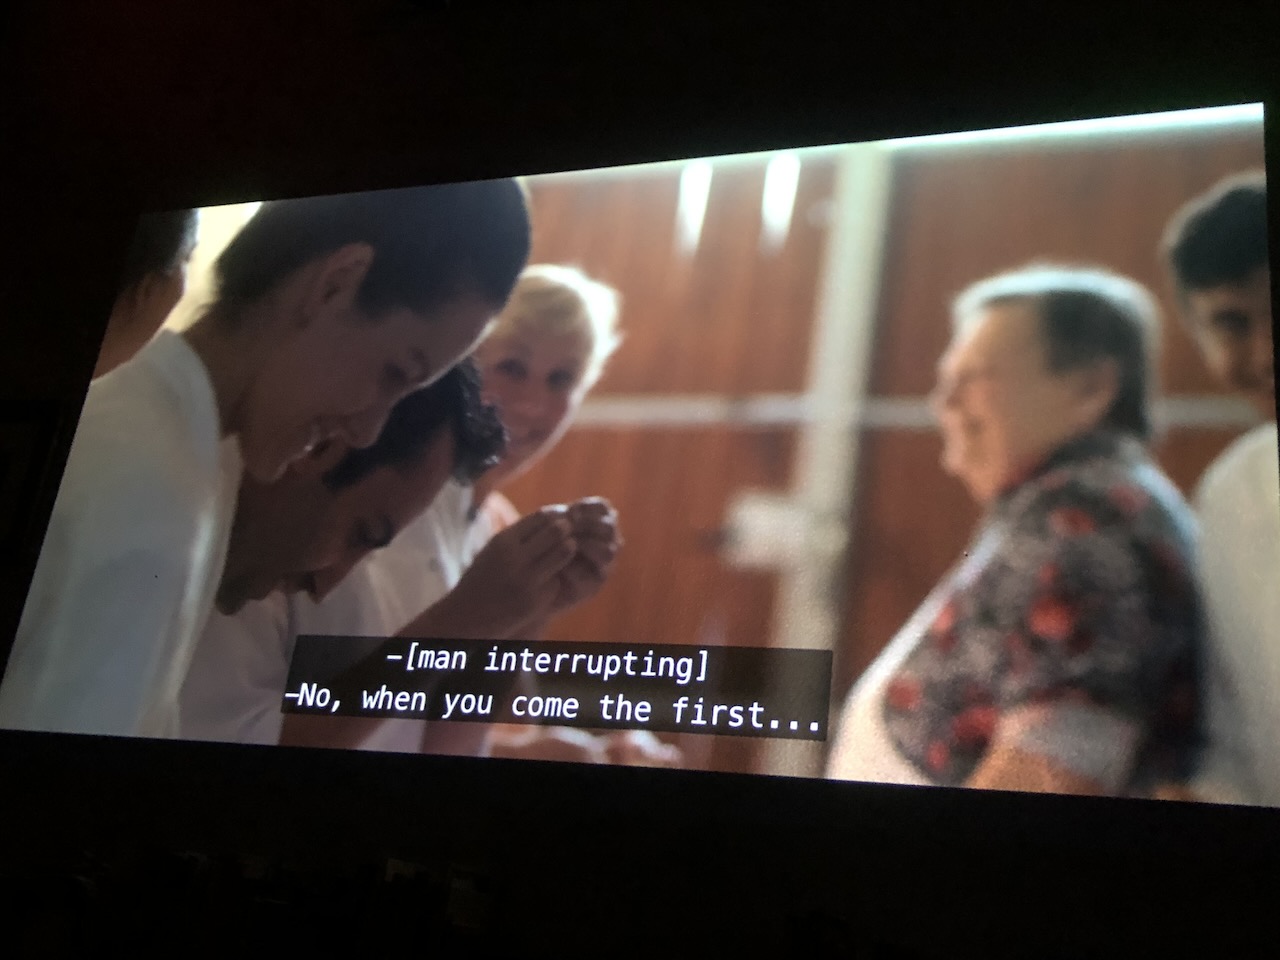 –[man interrupting]
–No, when you come the first...